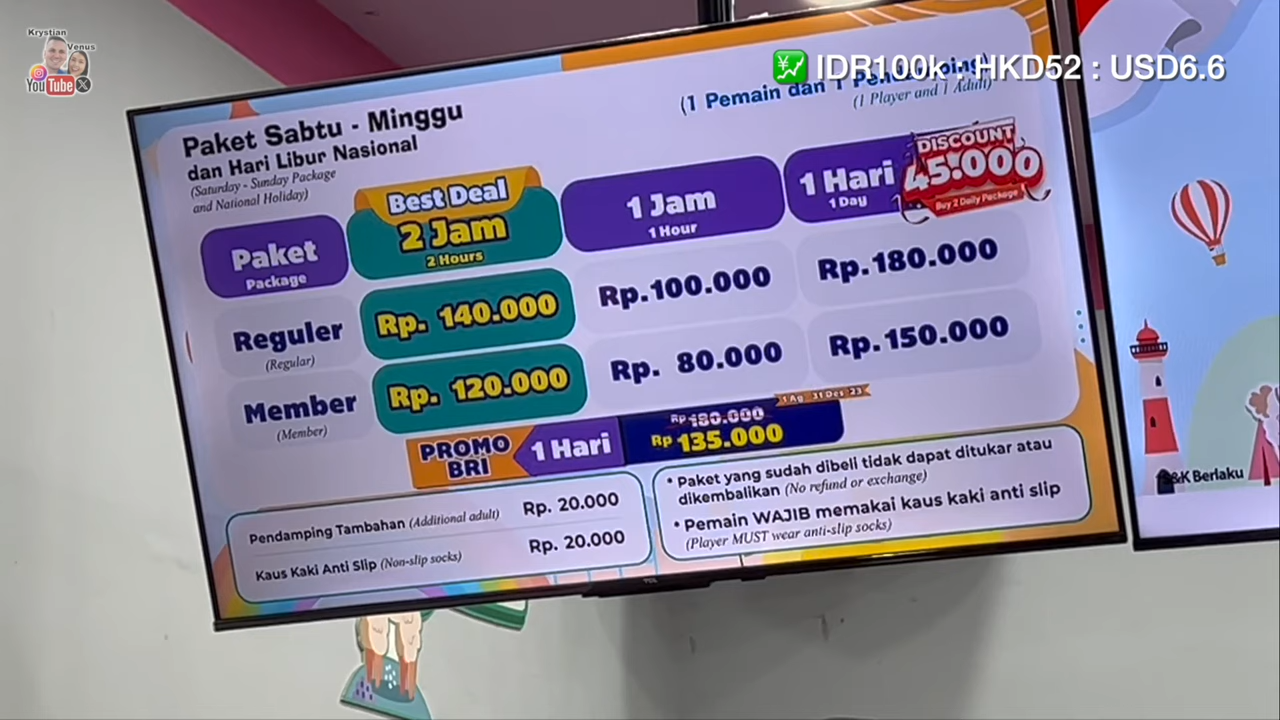 Krystian
Venus
YouTube X
IDR100k : HKD52 : USD6.6
Paket Sabtu - Minggu
dan Hari Libur Nasional
(Saturday - Sunday Package
and National Holiday)
(1 Pemain dan 1 Pendamping)
(1 Player and 1 Adult)
Paket
Package
Best Deal
2 Jam
2 Hours
1 Jam
1 Hour
1 Hari
1 Day
DISCOUNT
45.000
Buy 2 Daily Package
Reguler
(Regular)
Rp. 140.000
Rp.100.000
Rp.180.000
Member
(Member)
Rp. 120.000
Rp. 80.000
Rp.150.000
PROMO
BRI
1 Hari
Rp 180.000
Rp 135.000
1 Ag 31 Des 23
Pendamping Tambahan (Additional adult) Rp. 20.000
Kaus Kaki Anti Slip (Non-slip socks) Rp. 20.000
* Paket yang sudah dibeli tidak dapat ditukar atau
dikembalikan (No refund or exchange)
* Pemain WAJIB memakai kaus kaki anti slip
(Player MUST wear anti-slip socks)
TCL
S&K Berlaku